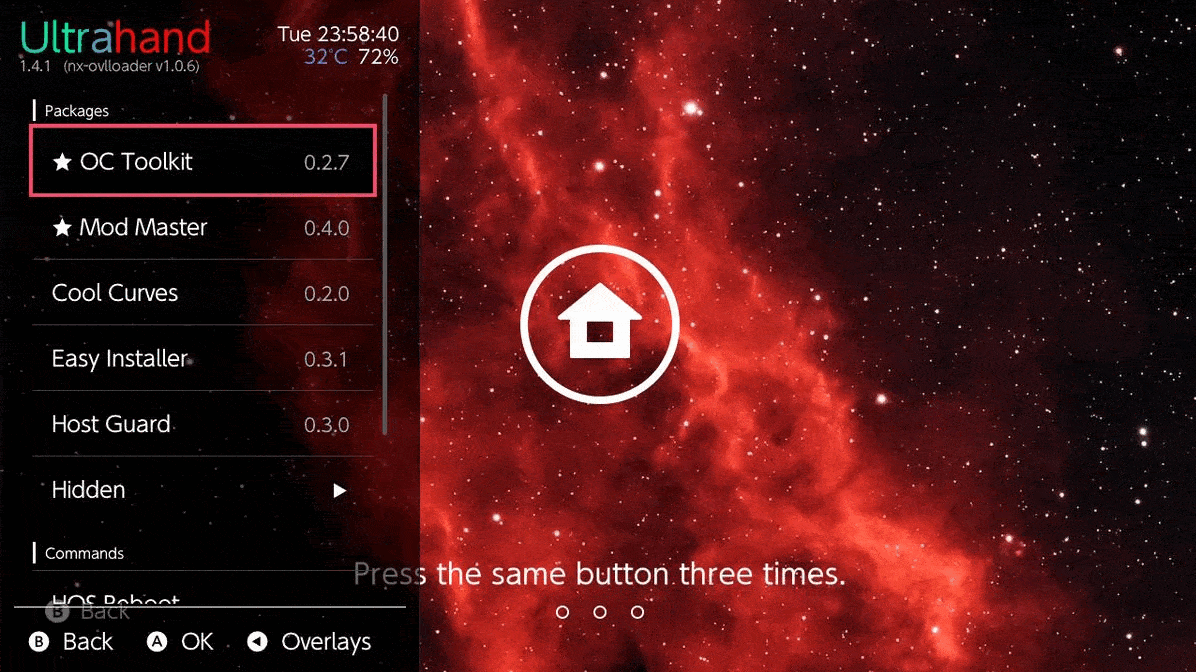 Ultrahand
1.4.1 (nx-ovlloader v1.0.6)
Tue 23:58:40
32°C 72%
Packages
★ OC Toolkit 0.2.7
★ Mod Master 0.4.0
Cool Curves 0.2.0
Easy Installer 0.3.1
Host Guard 0.3.0
Hidden
Commands
HOS Reboot
Press the same button three times.
B Back
B Back A OK Overlays